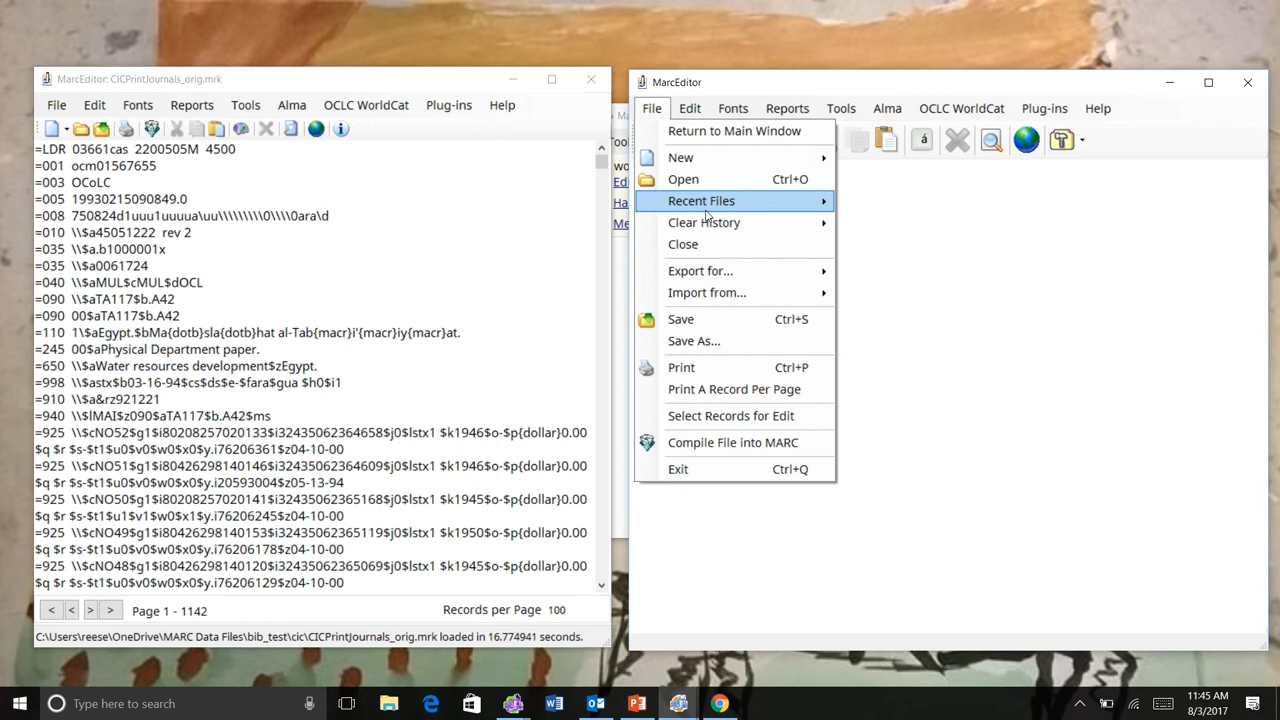 MarcEditor: CICPrintJournals_orig.mrk
File Edit Fonts Reports Tools Alma OCLC WorldCat Plug-ins Help
=LDR 03661cas 2200505M 4500
=001 ocm01567655
=003 OCoLC
=005 19930215090849.0
=008 750824d1uuu1uuuua\uu\\\\\\\\\0\\\\0ara\d
=010 \\$a45051222 rev 2
=035 \\$a.b1000001x
=035 \\$a0061724
=040 \\$aMUL$cMUL$dOCL
=090 \\$aTA117$b.A42
=090 00$aTA117$b.A42
=110 1\$aEgypt.$bMa{dotb}sla{dotb}hat al-Tab{macr}i'{macr}iy{macr}at.
=245 00$aPhysical Department paper.
=650 \\$aWater resources development$zEgypt.
=998 \\$astx$b03-16-94$cs$ds$e-$fara$gua $h0$i1
=910 \\$a&rz921221
=940 \\$lMAI$z090$aTA117$b.A42$ms
=925 \\$cNO52$g1$i80208257020133$i32435062364658$j0$lstx1 $k1946$o-$p{dollar}0.00
$q $r $s-$t1$u0$v0$w0$x0$y.i76206361$z04-10-00
=925 \\$cNO51$g1$i80426298140146$i32435062364609$j0$lstx1 $k1946$o-$p{dollar}0.00
$q $r $s-$t1$u0$v0$w0$x0$y.i20593004$z05-13-94
=925 \\$cNO50$g1$i80208257020141$i32435062365168$j0$lstx1 $k1945$o-$p{dollar}0.00
$q $r $s-$t1$u1$v1$w0$x1$y.i76206245$z04-10-00
=925 \\$cNO49$g1$i80426298140153$i32435062365119$j0$lstx1 $k1950$o-$p{dollar}0.00
$q $r $s-$t1$u0$v0$w0$x0$y.i76206178$z04-10-00
=925 \\$cNO48$g1$i80426298140120$i32435062365069$j0$lstx1 $k1945$o-$p{dollar}0.00
$q $r $s-$t1$u0$v0$w0$x0$y.i76206129$z04-10-00
< < > > Page 1 - 1142 Records per Page 100
C:\Users\reese\OneDrive\MARC Data Files\bib_test\cic\CICPrintJournals_orig.mrk loaded in 16.774941 seconds.
MarcEditor
File Edit Fonts Reports Tools Alma OCLC WorldCat Plug-ins Help
á
Return to Main Window
New
Open Ctrl+O
Recent Files
Clear History
Close
Export for...
Import from...
Save Ctrl+S
Save As...
Print Ctrl+P
Print A Record Per Page
Select Records for Edit
Compile File into MARC
Exit Ctrl+Q
Type here to search
11:45 AM
8/3/2017